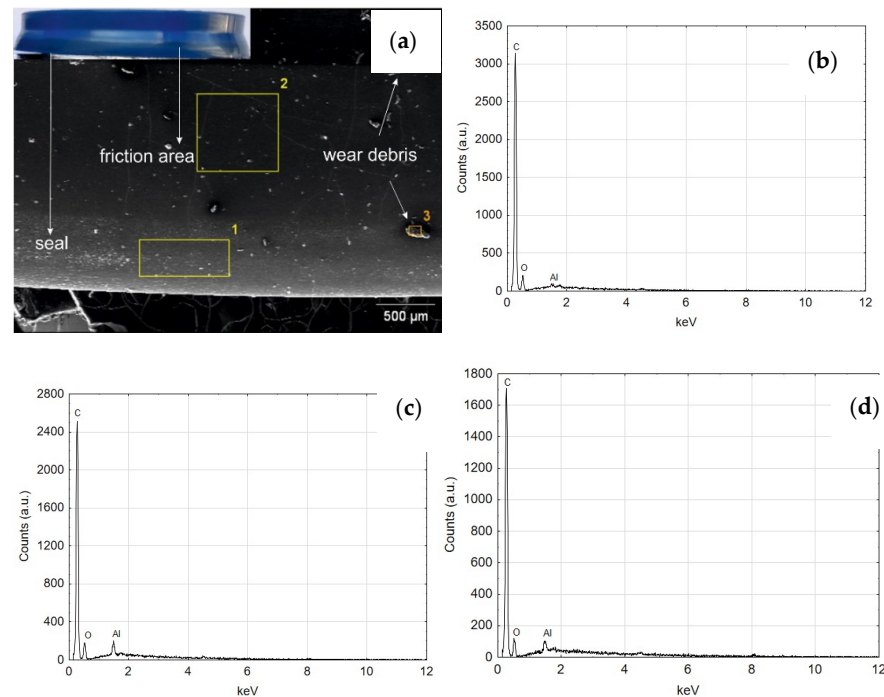 (a)
2
friction area
wear debris
3
1
seal
500 µm
(b)
3500
3000
2500
2000
1500
1000
500
0
C
O
Al
0 2 4 6 8 10 12
keV
Counts (a.u.)
(c)
2800
2400
2000
1600
1200
800
400
0
C
O
Al
0 2 4 6 8 10 12
keV
Counts (a.u.)
(d)
1800
1600
1400
1200
1000
800
600
400
200
0
C
O
Al
0 2 4 6 8 10 12
keV
Counts (a.u.)